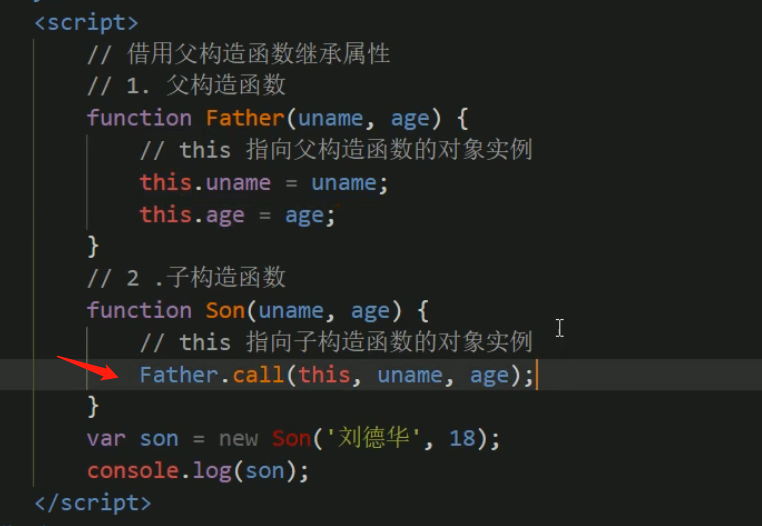 <script>
// 借用父构造函数继承属性
// 1. 父构造函数
function Father(uname, age) {
// this 指向父构造函数的对象实例
this.uname = uname;
this.age = age;
}
// 2 .子构造函数
function Son(uname, age) {
// this 指向子构造函数的对象实例
Father.call(this, uname, age);
}
var son = new Son('刘德华', 18);
console.log(son);
</script>